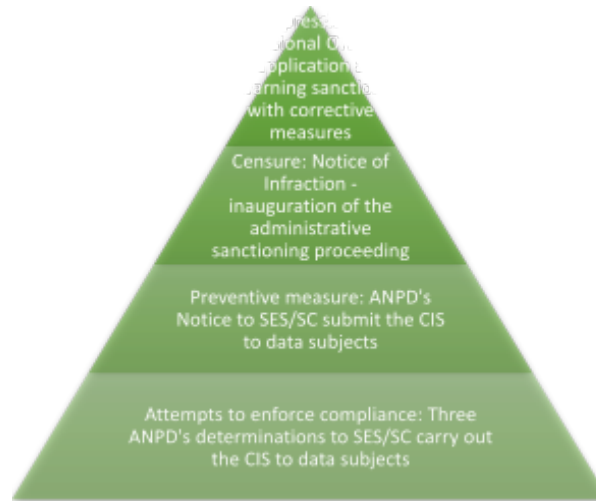 with corrective
measures
Censure: Notice of
Infraction -
inauguration of the
administrative
sanctioning proceeding
Preventive measure: ANPD's
Notice to SES/SC submit the CIS
to data subjects
Attempts to enforce compliance: Three
ANPD's determinations to SES/SC carry out
the CIS to data subjects